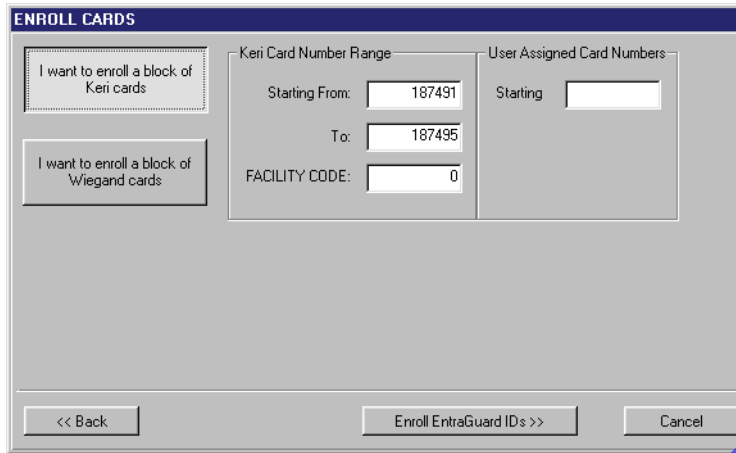 ENROLL CARDS
I want to enroll a block of
Keri cards
I want to enroll a block of
Wiegand cards
Keri Card Number Range
Starting From: 187491
To: 187495
FACILITY CODE: 0
User Assigned Card Numbers
Starting
<< Back
Enroll EntraGuard IDs >>
Cancel